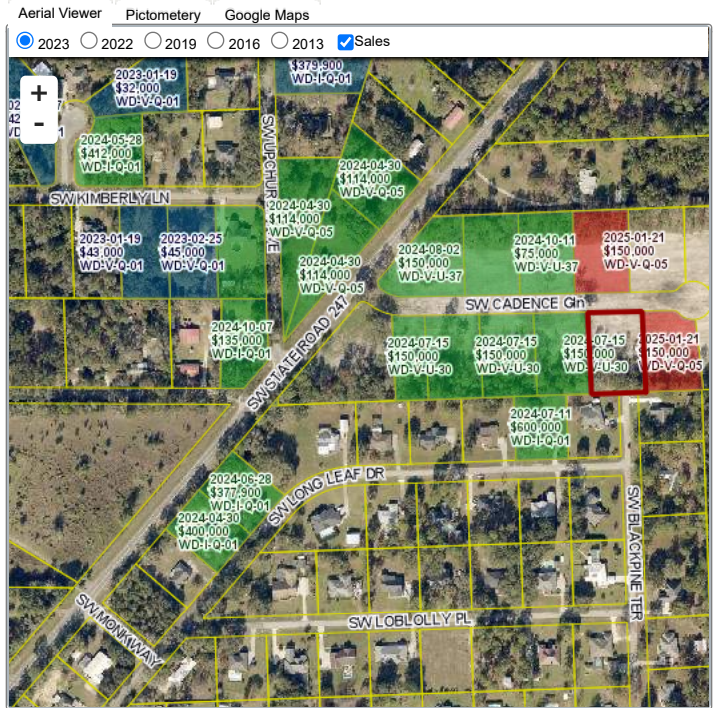 Aerial Viewer
Pictometery
Google Maps
2023
2022
2019
2016
2013
Sales
+
-
2023-01-19
$32,000
WD-V-Q-01
$379,900
WD-I-Q-01
2024-05-28
$412,000
WD-I-Q-01
SW KIMBERLY LN
2024-04-30
$114,000
WD-V-Q-05
2024-04-30
$114,000
WD-V-Q-05
2024-04-30
$114,000
WD-V-Q-05
2023-01-19
$43,000
WD-V-Q-01
2023-02-25
$45,000
WD-V-Q-01
2024-08-02
$150,000
WD-V-U-37
2024-10-11
$75,000
WD-V-U-37
2025-01-21
$150,000
WD-V-Q-05
SW CADENCE Gln
2024-10-07
$135,000
WD-I-Q-01
SW STATE ROAD 247
2024-07-15
$150,000
WD-V-U-30
2024-07-15
$150,000
WD-V-U-30
2024-07-15
$150,000
WD-V-U-30
2025-01-21
$150,000
WD-V-Q-05
2024-07-11
$600,000
WD-I-Q-01
2024-06-28
$377,900
WD-I-Q-01
2024-04-30
$400,000
WD-I-Q-01
SW LONG LEAF DR
SW BLACKPINE TER
SW LOBLOLLY PL
SW MONK WAY